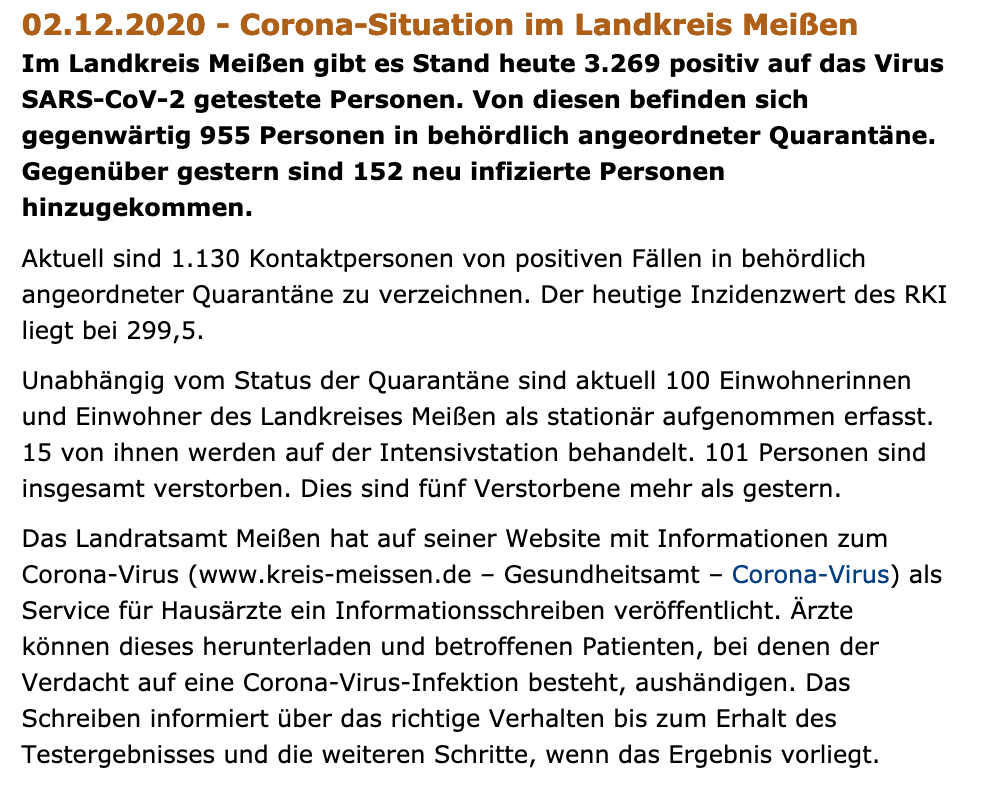 02.12.2020 - Corona-Situation im Landkreis Meißen
Im Landkreis Meißen gibt es Stand heute 3.269 positiv auf das Virus
SARS-CoV-2 getestete Personen. Von diesen befinden sich
gegenwärtig 955 Personen in behördlich angeordneter Quarantäne.
Gegenüber gestern sind 152 neu infizierte Personen
hinzugekommen.
Aktuell sind 1.130 Kontaktpersonen von positiven Fällen in behördlich
angeordneter Quarantäne zu verzeichnen. Der heutige Inzidenzwert des RKI
liegt bei 299,5.
Unabhängig vom Status der Quarantäne sind aktuell 100 Einwohnerinnen
und Einwohner des Landkreises Meißen als stationär aufgenommen erfasst.
15 von ihnen werden auf der Intensivstation behandelt. 101 Personen sind
insgesamt verstorben. Dies sind fünf Verstorbene mehr als gestern.
Das Landratsamt Meißen hat auf seiner Website mit Informationen zum
Corona-Virus (www.kreis-meissen.de – Gesundheitsamt – Corona-Virus) als
Service für Hausärzte ein Informationsschreiben veröffentlicht. Ärzte
können dieses herunterladen und betroffenen Patienten, bei denen der
Verdacht auf eine Corona-Virus-Infektion besteht, aushändigen. Das
Schreiben informiert über das richtige Verhalten bis zum Erhalt des
Testergebnisses und die weiteren Schritte, wenn das Ergebnis vorliegt.